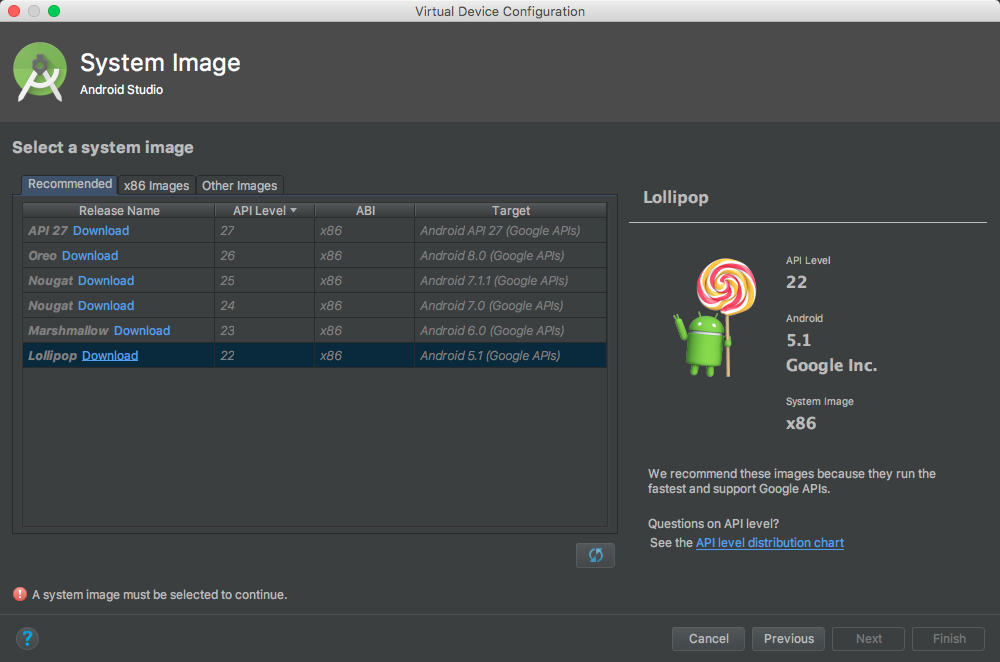 Virtual Device Configuration
System Image
Android Studio
Select a system image
Recommended x86 Images Other Images
Release Name API Level ABI Target
API 27 Download 27 x86 Android API 27 (Google APIs)
Oreo Download 26 x86 Android 8.0 (Google APIs)
Nougat Download 25 x86 Android 7.1.1 (Google APIs)
Nougat Download 24 x86 Android 7.0 (Google APIs)
Marshmallow Download 23 x86 Android 6.0 (Google APIs)
Lollipop Download 22 x86 Android 5.1 (Google APIs)
Lollipop
API Level
22
Android
5.1
Google Inc.
System Image
x86
We recommend these images because they run the
fastest and support Google APIs.
Questions on API level?
See the API level distribution chart
! A system image must be selected to continue.
? Cancel Previous Next Finish